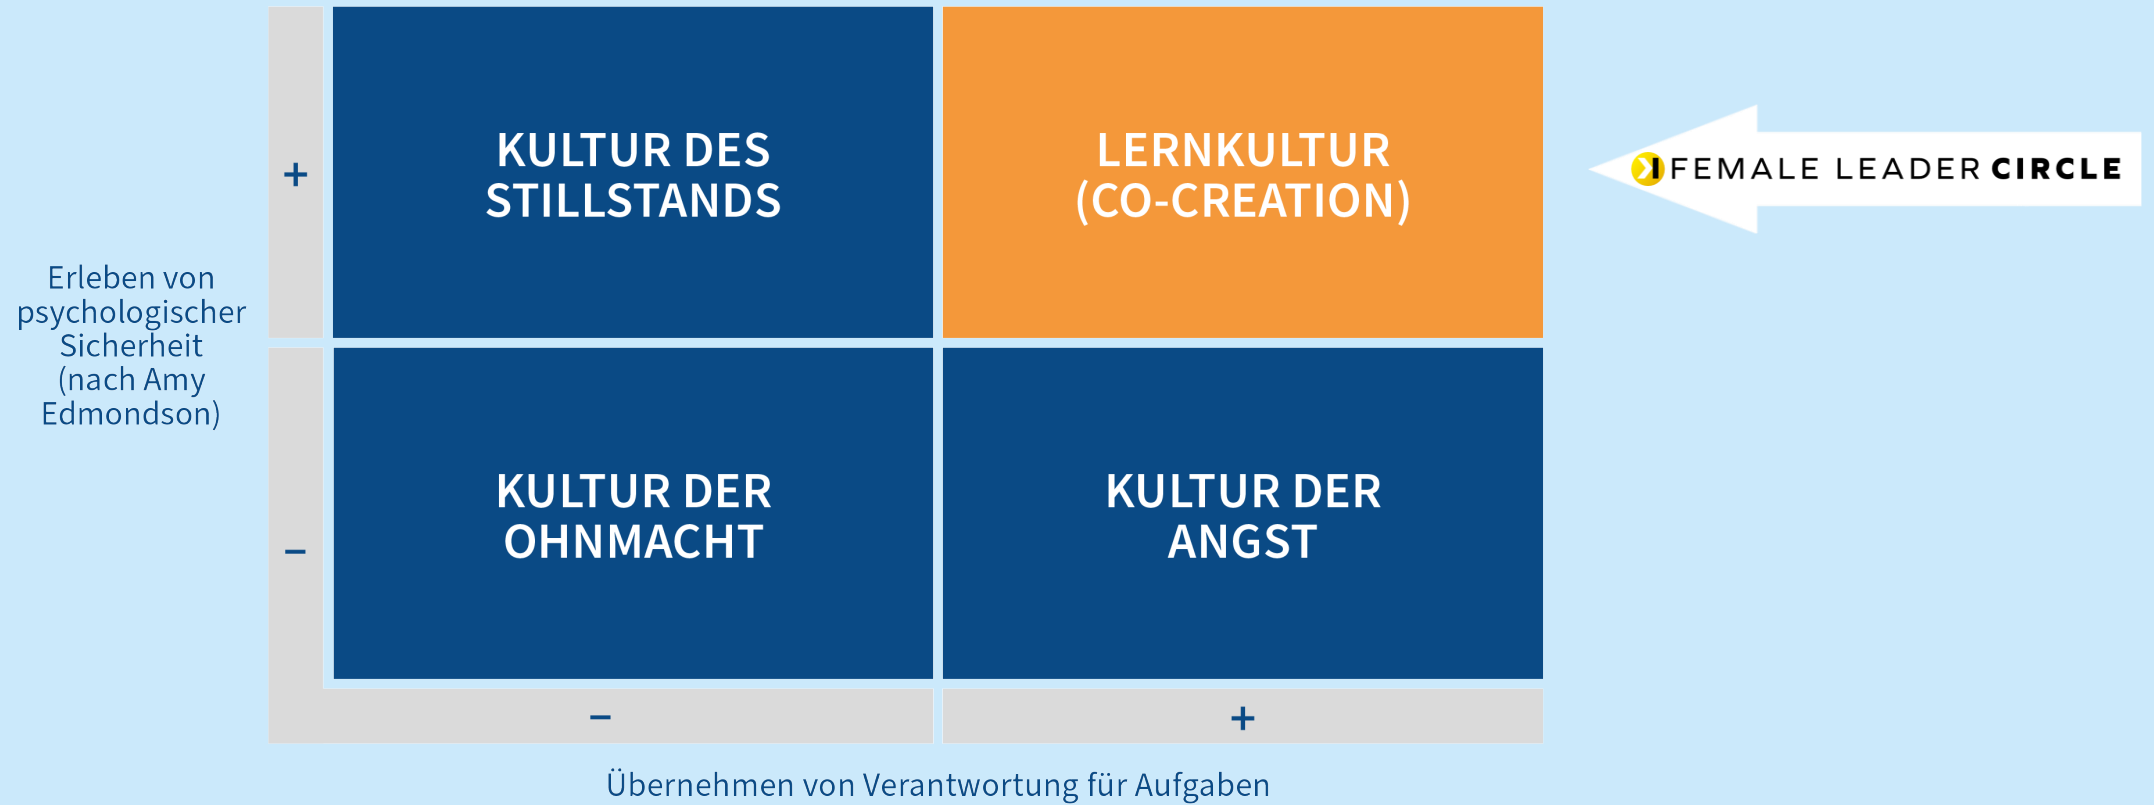 +
KULTUR DES
STILLSTANDS
LERNKULTUR
(CO-CREATION)
FEMALE LEADER CIRCLE
Erleben von
psychologischer
Sicherheit
(nach Amy
Edmondson)
–
KULTUR DER
OHNMACHT
KULTUR DER
ANGST
–
+
Übernehmen von Verantwortung für Aufgaben